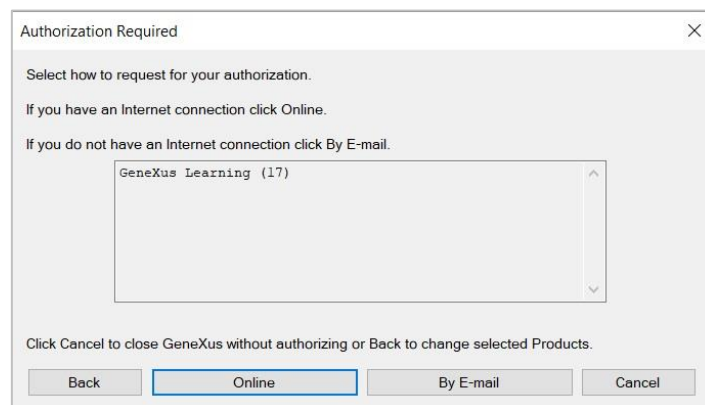 Authorization Required
Select how to request for your authorization.
If you have an Internet connection click Online.
If you do not have an Internet connection click By E-mail.
GeneXus Learning (17)
Click Cancel to close GeneXus without authorizing or Back to change selected Products.
Back Online By E-mail Cancel